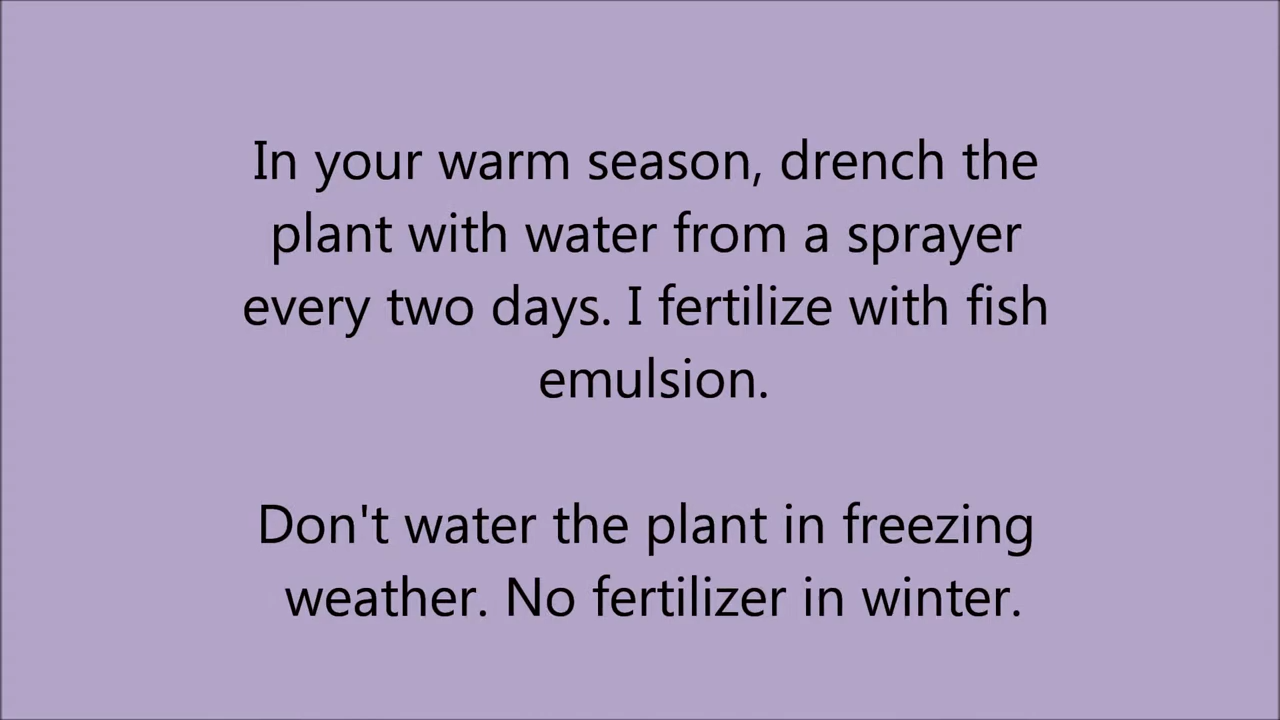 In your warm season, drench the
plant with water from a sprayer
every two days. I fertilize with fish
emulsion.
Don't water the plant in freezing
weather. No fertilizer in winter.